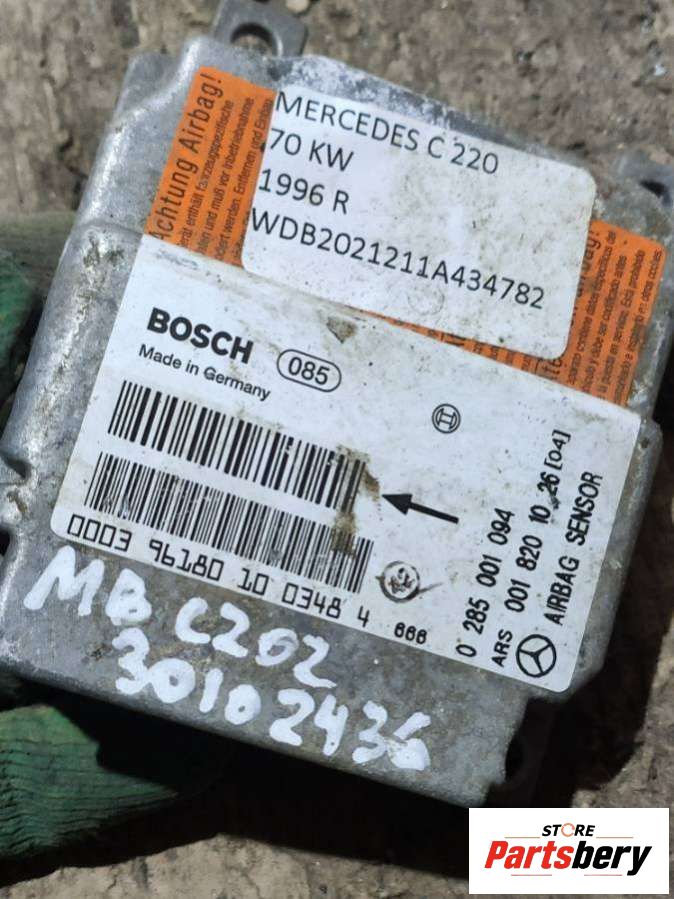 MERCEDES C 220
70 KW
1996 R
WDB2021211A434782
Achtung Airbag!
BOSCH
085
Made in Germany
0003 96180 10 0348 4 666
0 285 001 094
ARS 001 820 10 26 [04]
AIRBAG SENSOR
MB C202
30102436
STORE
Partsbery